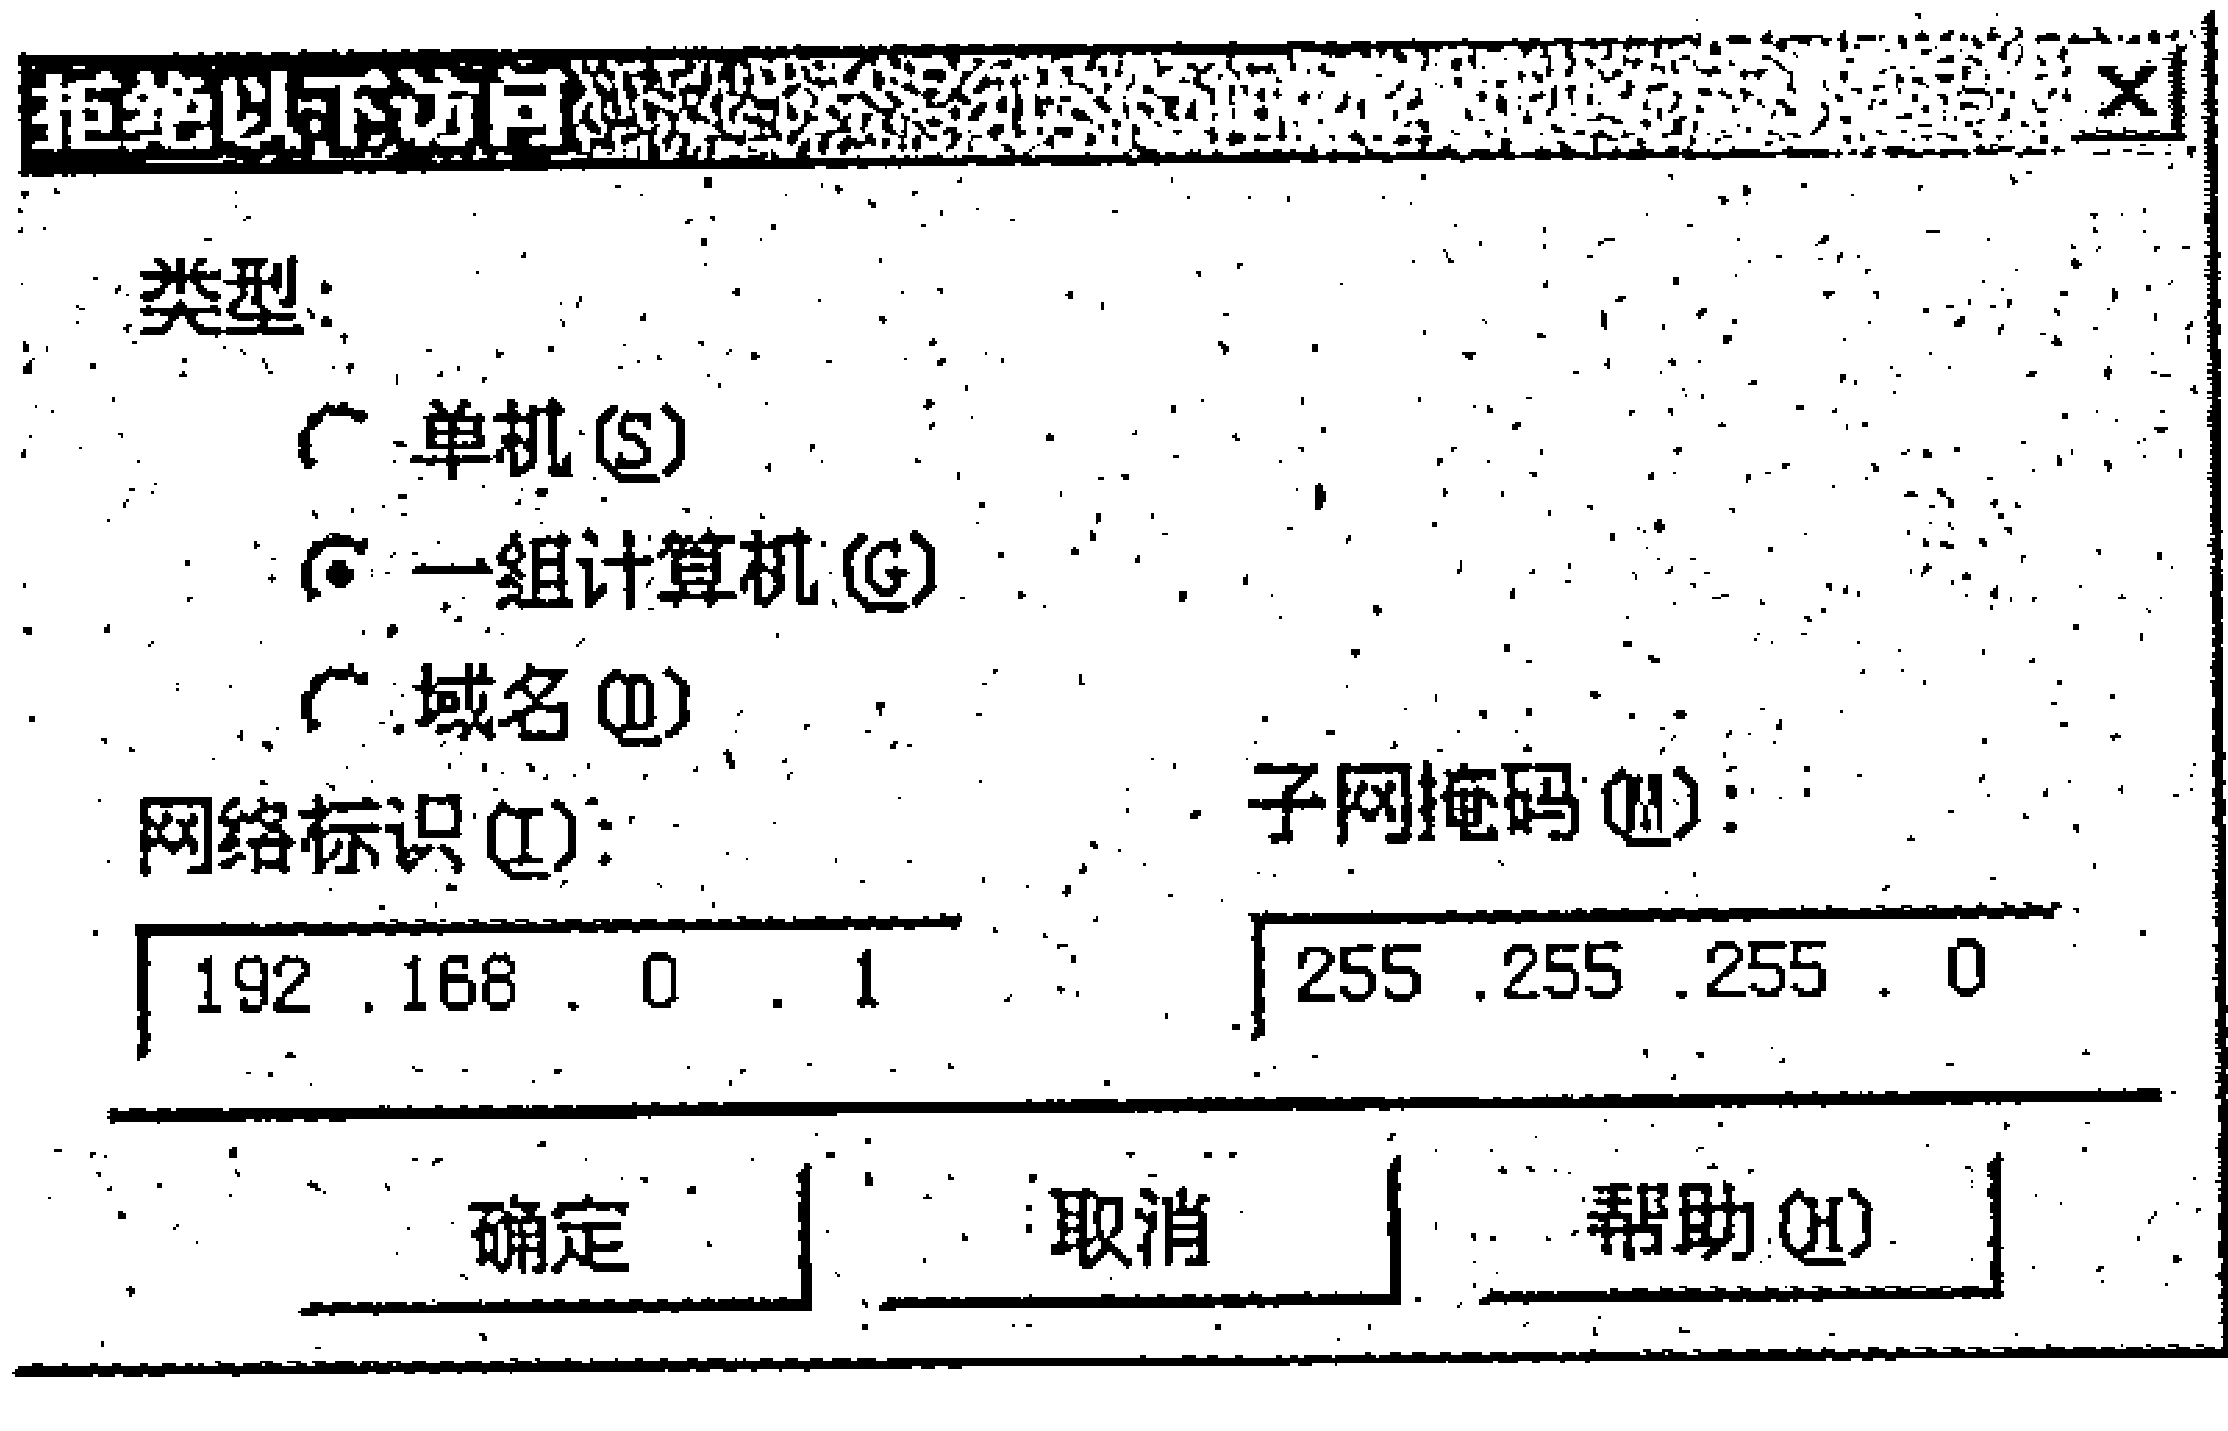 拒绝以下访问
类型:
单机(S)
一组计算机(G)
域名(D)
网络标识(I):
子网掩码(M):
192 .168 . 0 . 1
255 .255 .255 . 0
确定
取消
帮助(H)